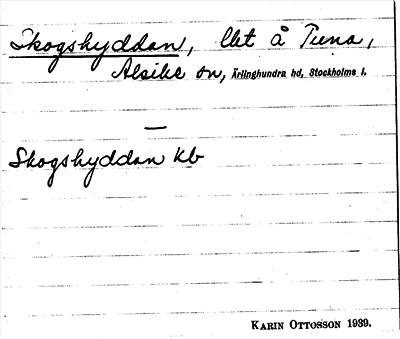 Skogshyddan, lht å Tuna,
Alsike sn, Ärlinghundra hd, Stockholms l.
—
Skogshyddan Kb
KARIN OTTOSSON 1939.